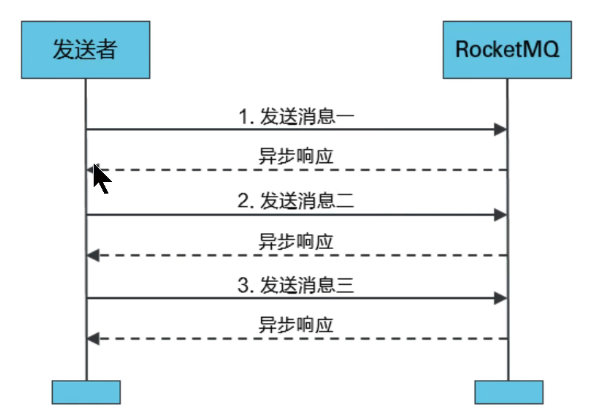 发送者
RocketMQ
1. 发送消息一
异步响应
2. 发送消息二
异步响应
3. 发送消息三
异步响应